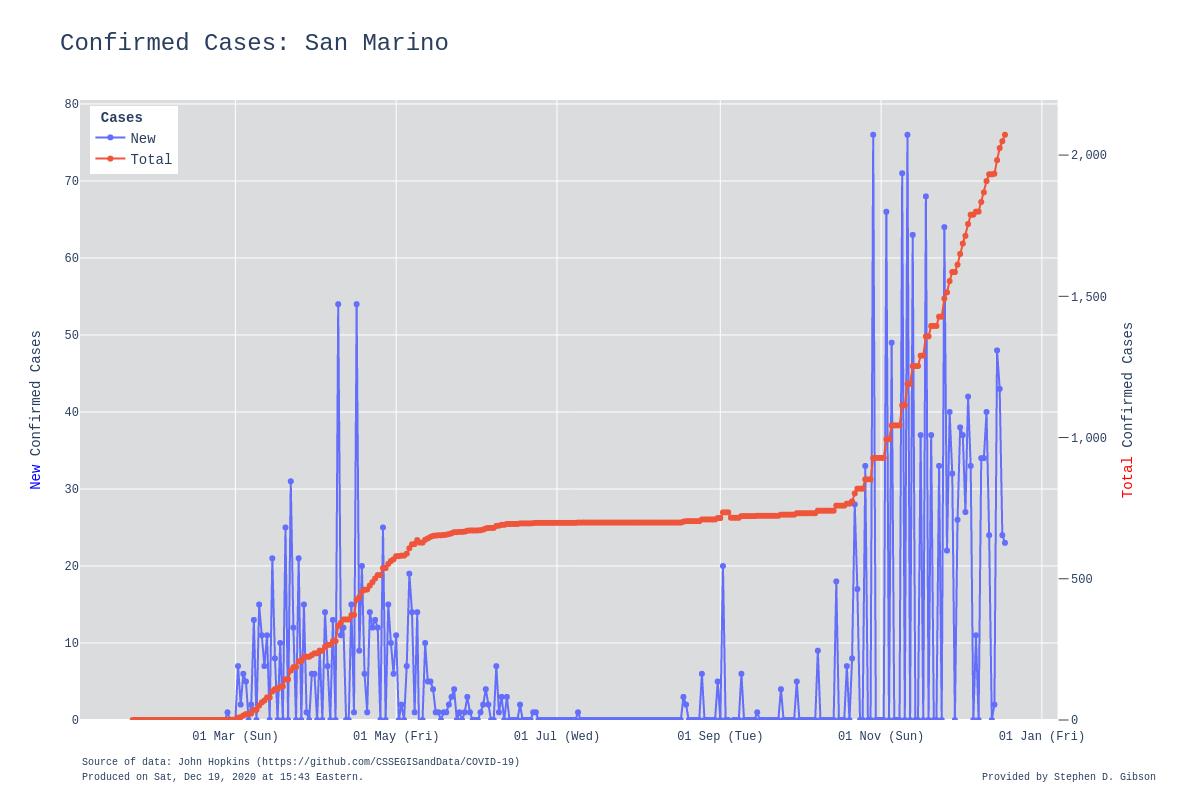 Confirmed Cases: San Marino
Cases
New
Total
80
70
60
50
40
30
20
10
0
New Confirmed Cases
2,000
1,500
1,000
500
0
Total Confirmed Cases
01 Mar (Sun) 01 May (Fri) 01 Jul (Wed) 01 Sep (Tue) 01 Nov (Sun) 01 Jan (Fri)
Source of data: John Hopkins (https://github.com/CSSEGISandData/COVID-19)
Produced on Sat, Dec 19, 2020 at 15:43 Eastern.
Provided by Stephen D. Gibson